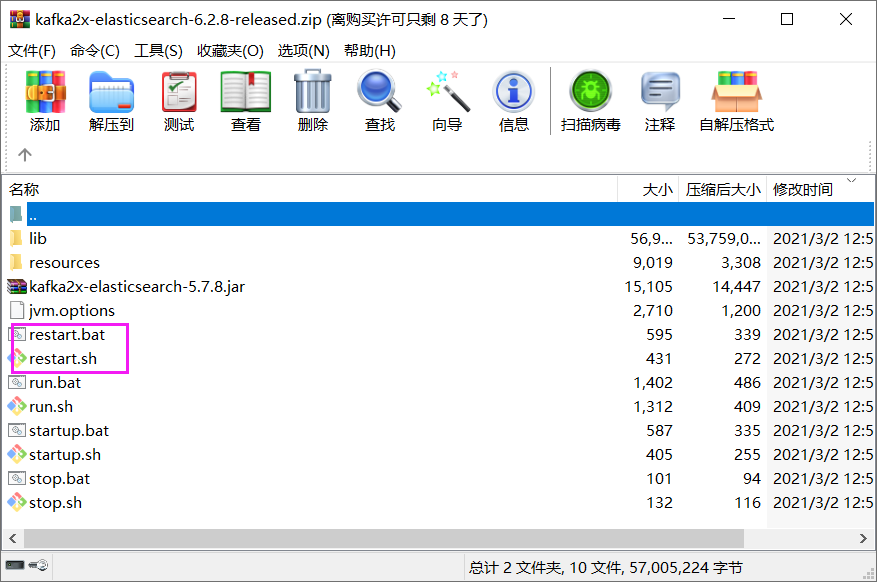 kafka2x-elasticsearch-6.2.8-released.zip (离购买许可只剩 8 天了)
文件(F) 命令(C) 工具(S) 收藏夹(O) 选项(N) 帮助(H)
添加 解压到 测试 查看 删除 查找 向导 信息 扫描病毒 注释 自解压格式
名称 大小 压缩后大小 修改时间
..
lib 56,9... 53,759,0... 2021/3/2 12:5
resources 9,019 3,308 2021/3/2 12:5
kafka2x-elasticsearch-5.7.8.jar 15,105 14,447 2021/3/2 12:5
jvm.options 2,710 1,200 2021/3/2 12:5
restart.bat 595 339 2021/3/2 12:5
restart.sh 431 272 2021/3/2 12:5
run.bat 1,402 486 2021/3/2 12:5
run.sh 1,312 409 2021/3/2 12:5
startup.bat 587 335 2021/3/2 12:5
startup.sh 405 255 2021/3/2 12:5
stop.bat 101 94 2021/3/2 12:5
stop.sh 132 116 2021/3/2 12:5
总计 2 文件夹, 10 文件, 57,005,224 字节